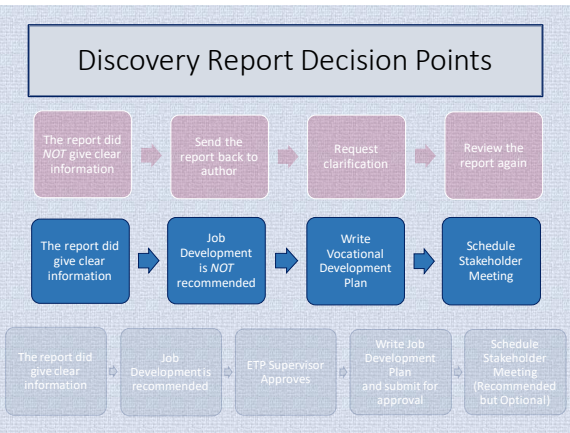 Discovery Report Decision Points
The report did
NOT give clear
information
Send the
report back to
author
Request
clarification
Review the
report again
The report did
give clear
information
Job
Development
is NOT
recommended
Write
Vocational
Development
Plan
Schedule
Stakeholder
Meeting
The report did
give clear
information
Job
Development is
recommended
ETP Supervisor
Approves
Write Job
Development
Plan
and submit for
approval
Schedule
Stakeholder
Meeting
(Recommended
but Optional)